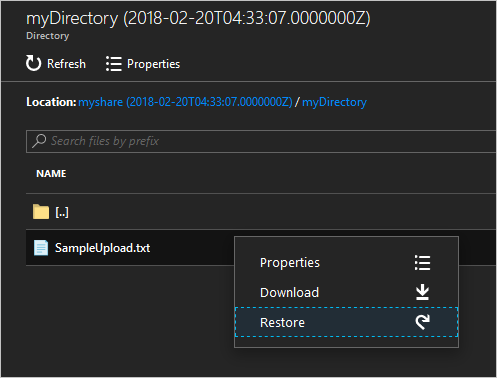 myDirectory (2018-02-20T04:33:07.0000000Z)
Directory
Refresh Properties
Location: myshare (2018-02-20T04:33:07.0000000Z) / myDirectory
Search files by prefix
NAME
[..]
SampleUpload.txt
Properties
Download
Restore